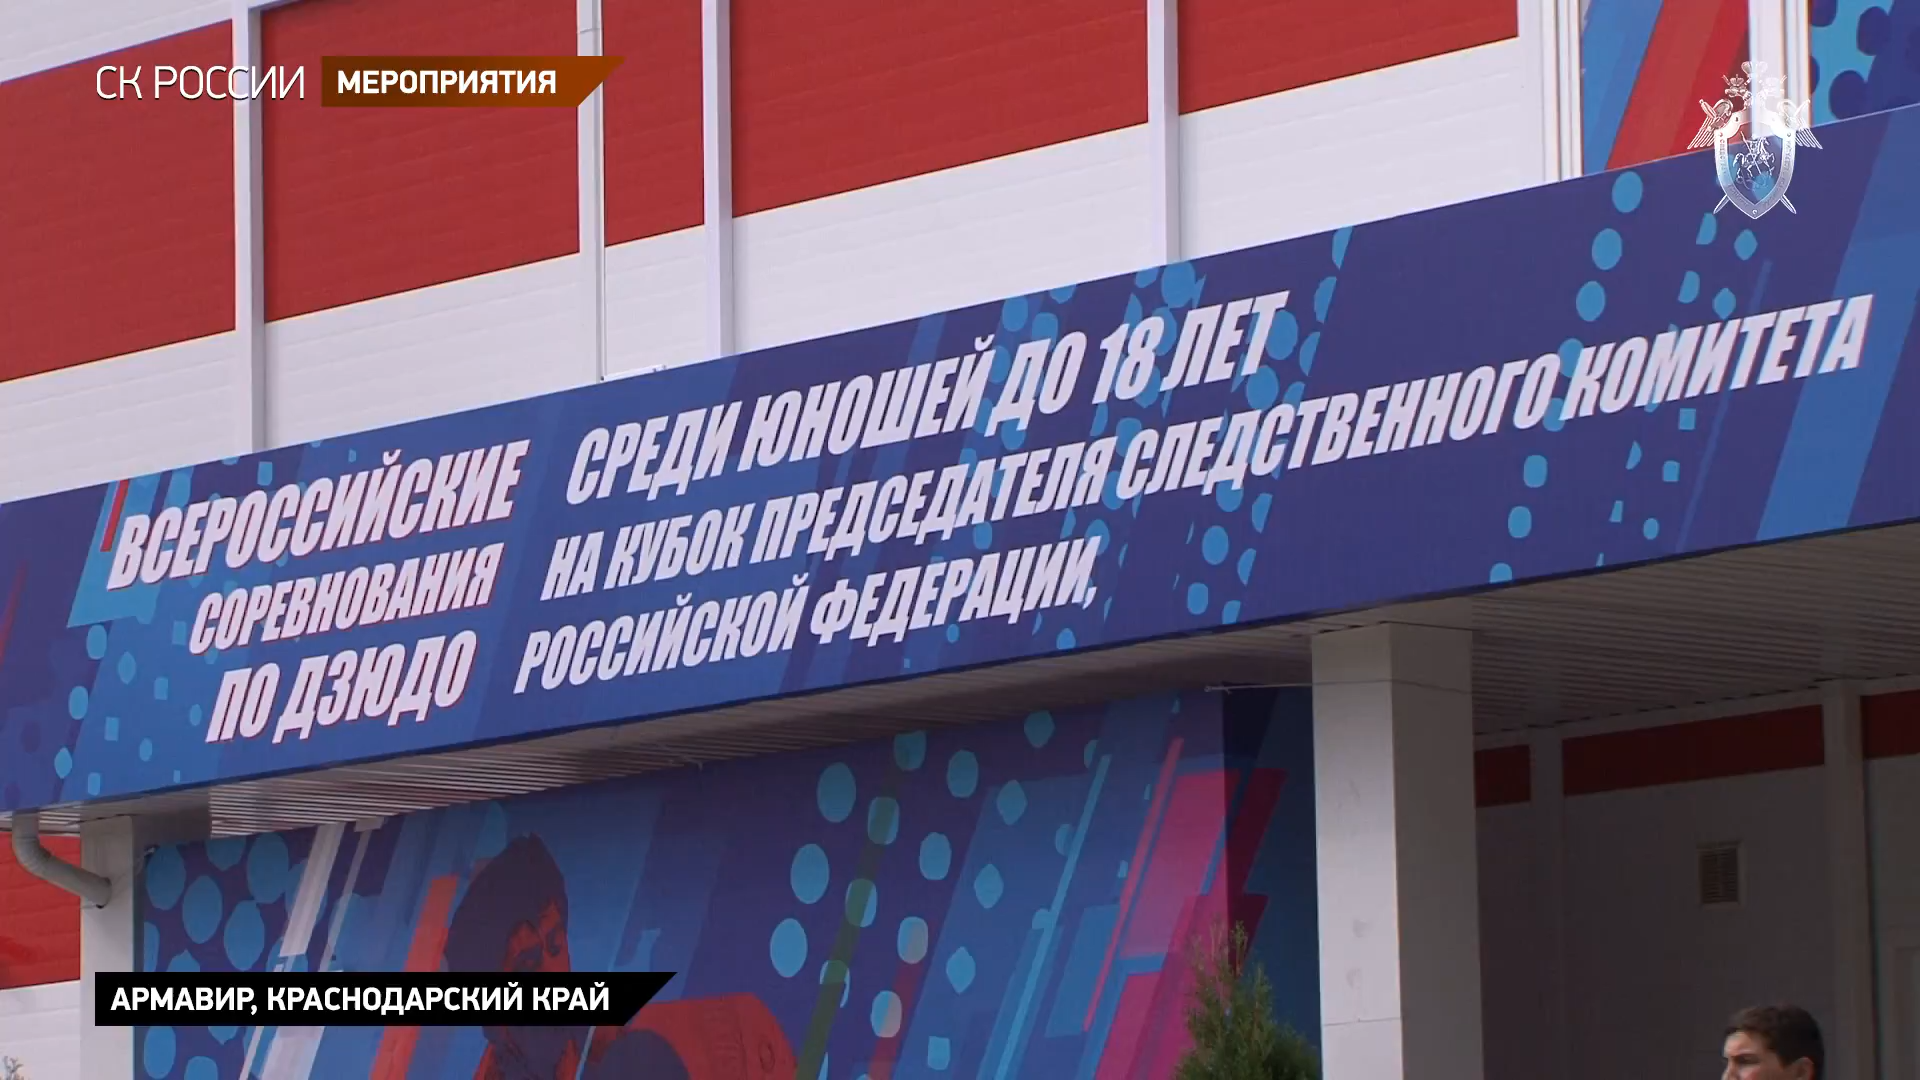 СК РОССИИ МЕРОПРИЯТИЯ
ВСЕРОССИЙСКИЕ
СОРЕВНОВАНИЯ
ПО ДЗЮДО
СРЕДИ ЮНОШЕЙ ДО 18 ЛЕТ
НА КУБОК ПРЕДСЕДАТЕЛЯ СЛЕДСТВЕННОГО КОМИТЕТА
РОССИЙСКОЙ ФЕДЕРАЦИИ,
АРМАВИР, КРАСНОДАРСКИЙ КРАЙ